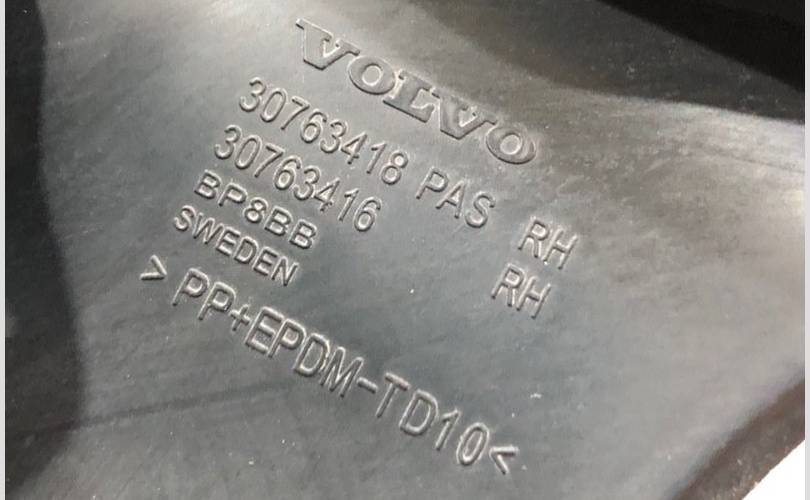 VOLVO
30763418 PAS RH
30763416 RH
BP8BB
SWEDEN
> PP+EPDM-TD10<